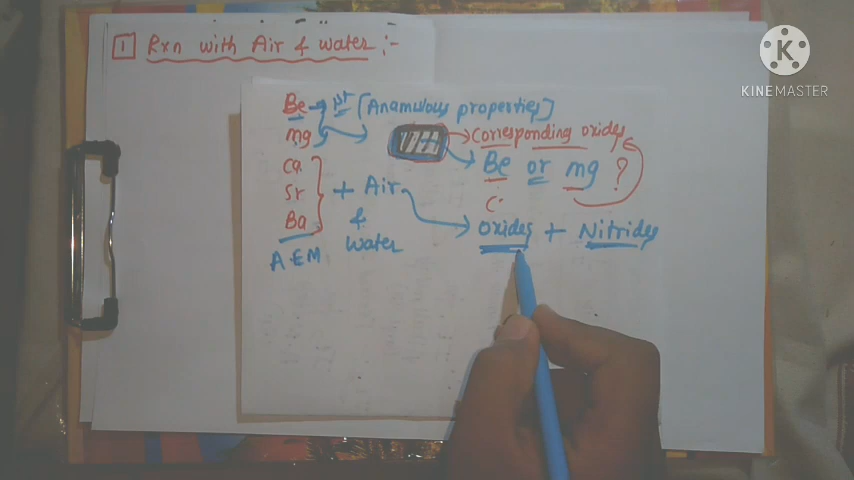 1 Rxn with Air & water :-
K
KINEMASTER
Be → Ist [Anamulous properties]
mg → Corresponding oxides
Be or mg ?
Ca
Sr + Air
Ba & water
Oxides + Nitrides
AEM